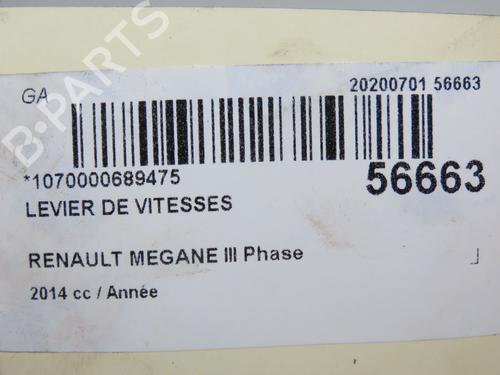 GA
20200701 56663
*1070000689475
56663
LEVIER DE VITESSES
RENAULT MEGANE III Phase
2014 cc / Année
B-PARTS